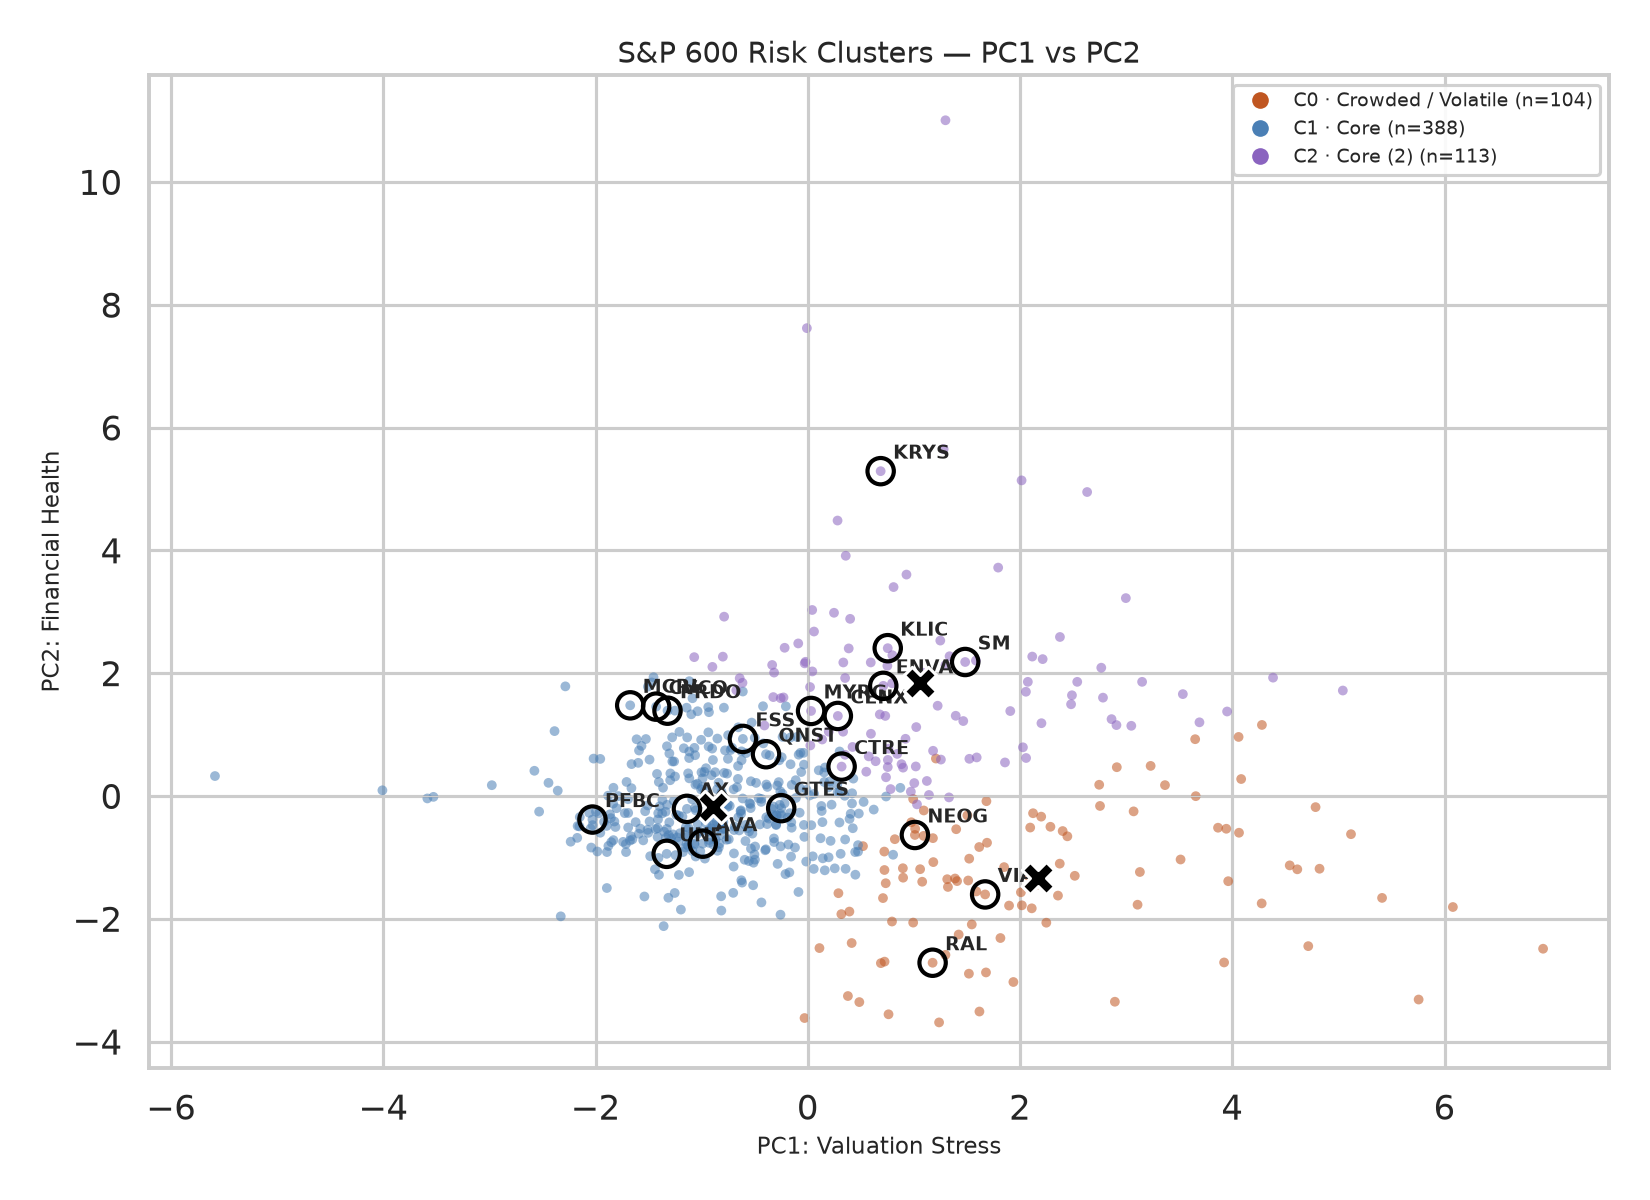 S&P 600 Risk Clusters — PC1 vs PC2
C0 · Crowded / Volatile (n=104)
C1 · Core (n=388)
C2 · Core (2) (n=113)
PC2: Financial Health
10
8
6
4
2
0
−2
−4
KRYS
KLIC
SM
ENVA
MYRG
FSS
QNST
CTRE
GTES
PFBC
NEOG
RAL
−6
−4
−2
0
2
4
6
PC1: Valuation Stress